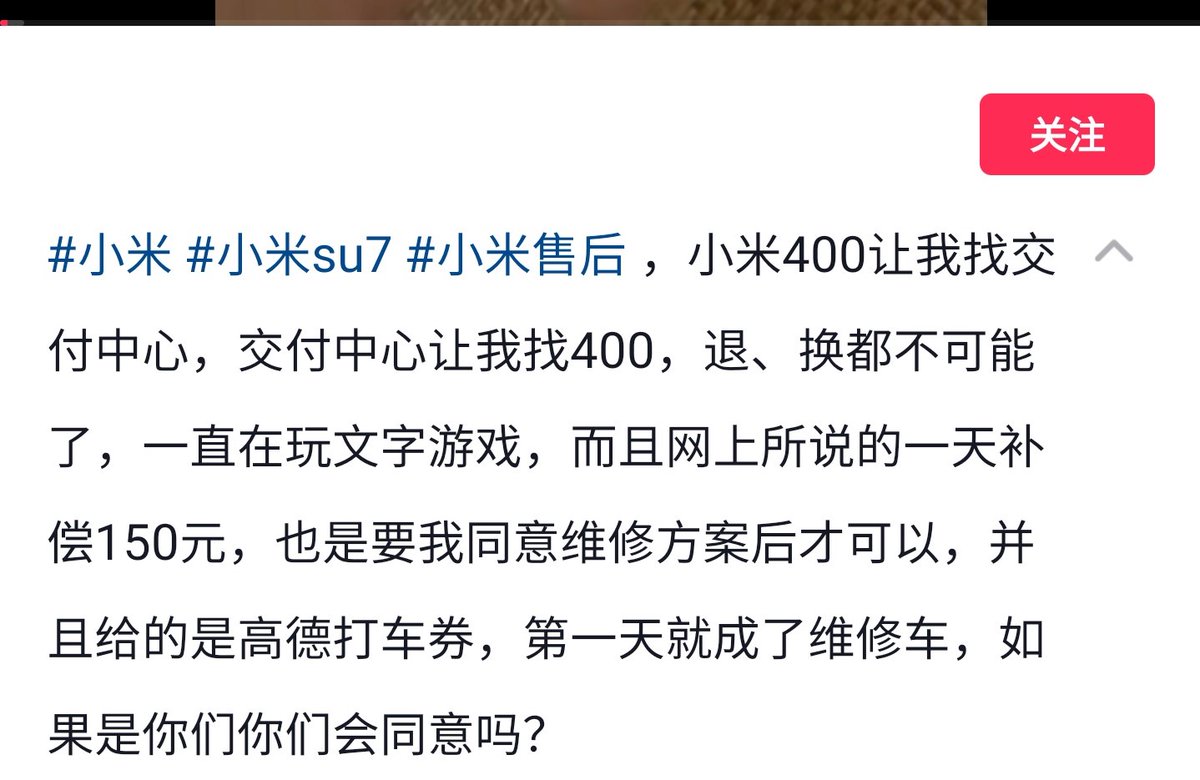 关注
#小米 #小米su7 #小米售后 ，小米400让我找交
付中心，交付中心让我找400，退、换都不可能
了，一直在玩文字游戏，而且网上所说的一天补
偿150元，也是要我同意维修方案后才可以，并
且给的是高德打车券，第一天就成了维修车，如
果是你们你们会同意吗？